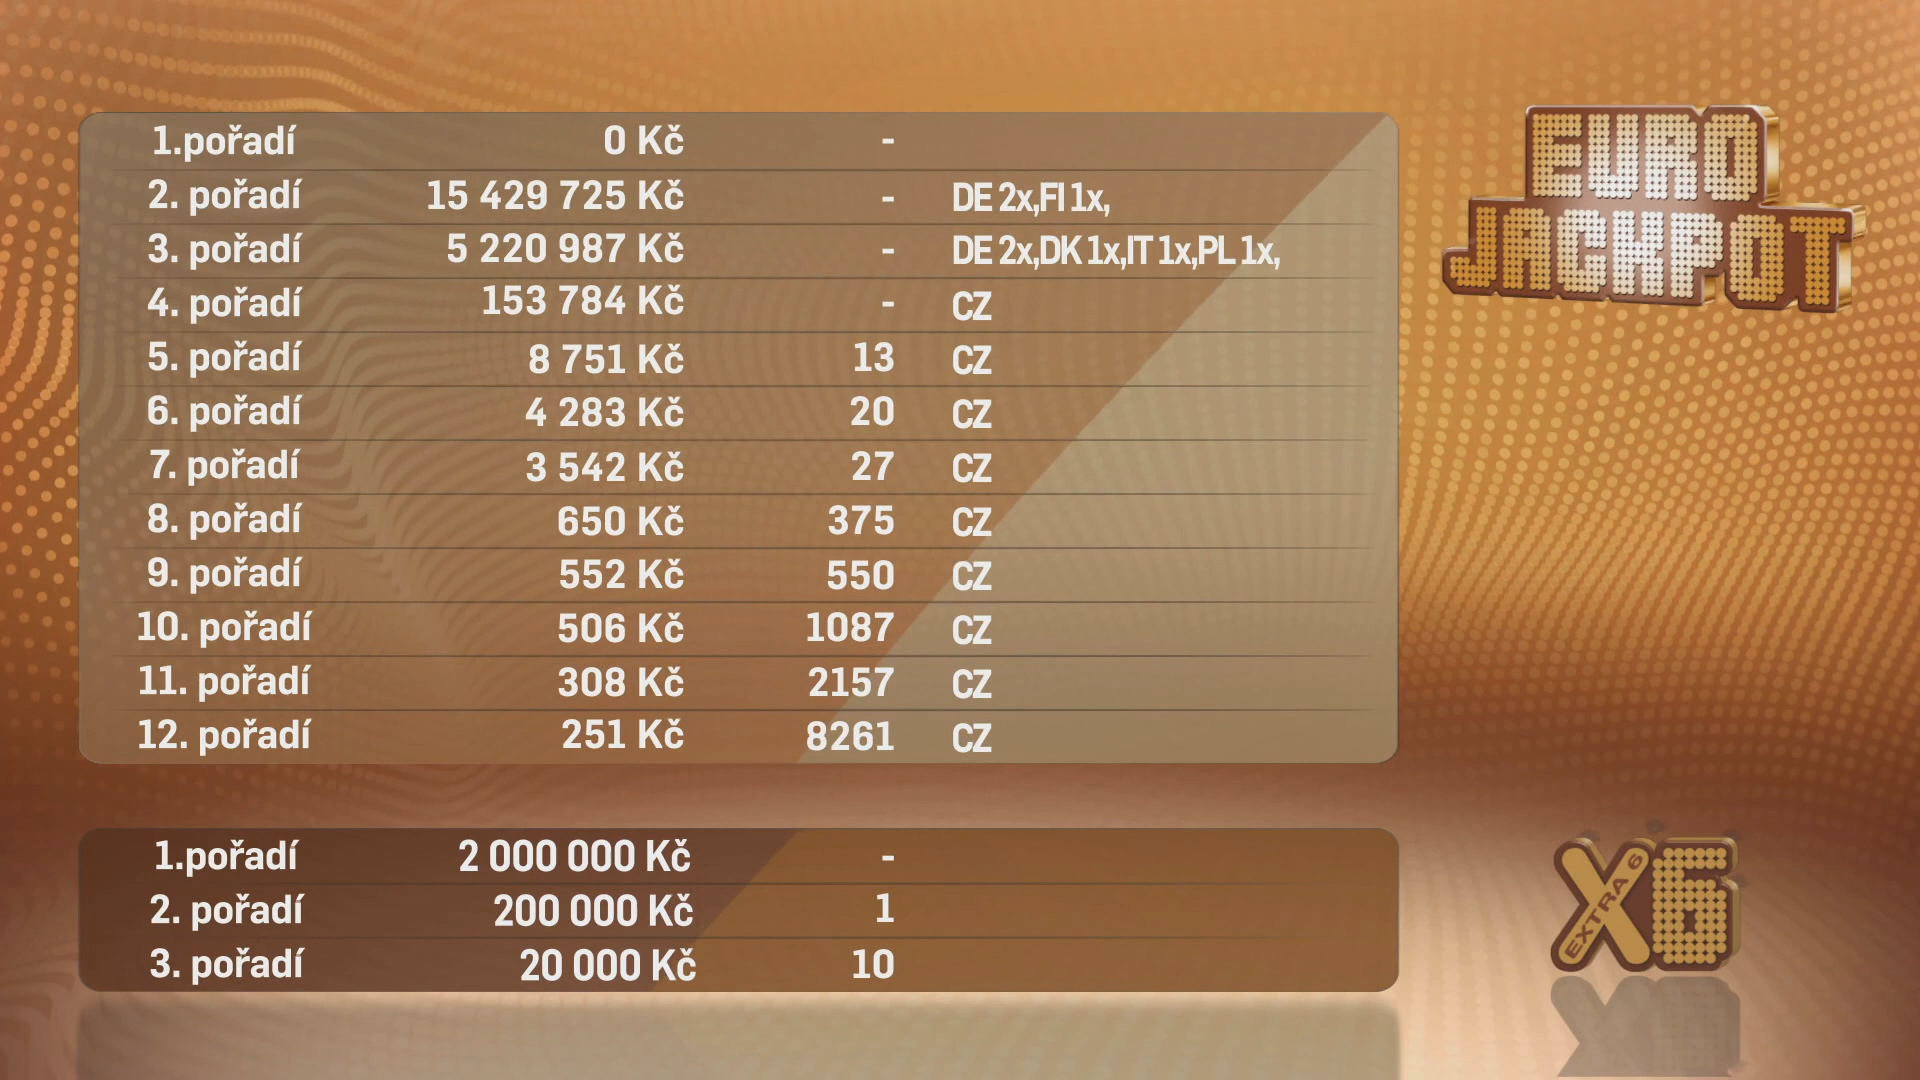 1.pořadí 0 Kč -
2. pořadí 15 429 725 Kč - DE 2x,FI 1x,
3. pořadí 5 220 987 Kč - DE 2x,DK 1x,IT 1x,PL 1x,
4. pořadí 153 784 Kč - CZ
5. pořadí 8 751 Kč 13 CZ
6. pořadí 4 283 Kč 20 CZ
7. pořadí 3 542 Kč 27 CZ
8. pořadí 650 Kč 375 CZ
9. pořadí 552 Kč 550 CZ
10. pořadí 506 Kč 1087 CZ
11. pořadí 308 Kč 2157 CZ
12. pořadí 251 Kč 8261 CZ
EURO
JACKPOT
1.pořadí 2 000 000 Kč -
2. pořadí 200 000 Kč 1
3. pořadí 20 000 Kč 10
X6
EXTRA 6